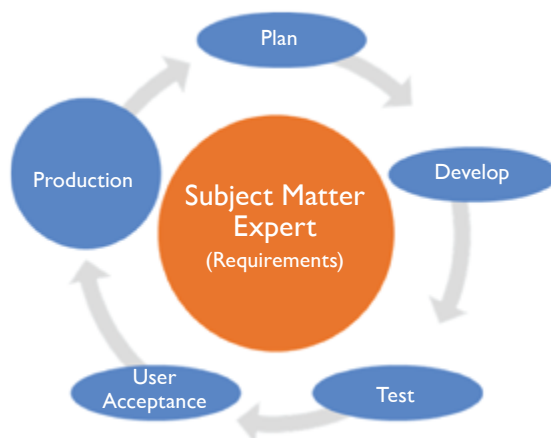 Plan
Develop
Test
User
Acceptance
Production
Subject Matter
Expert
(Requirements)